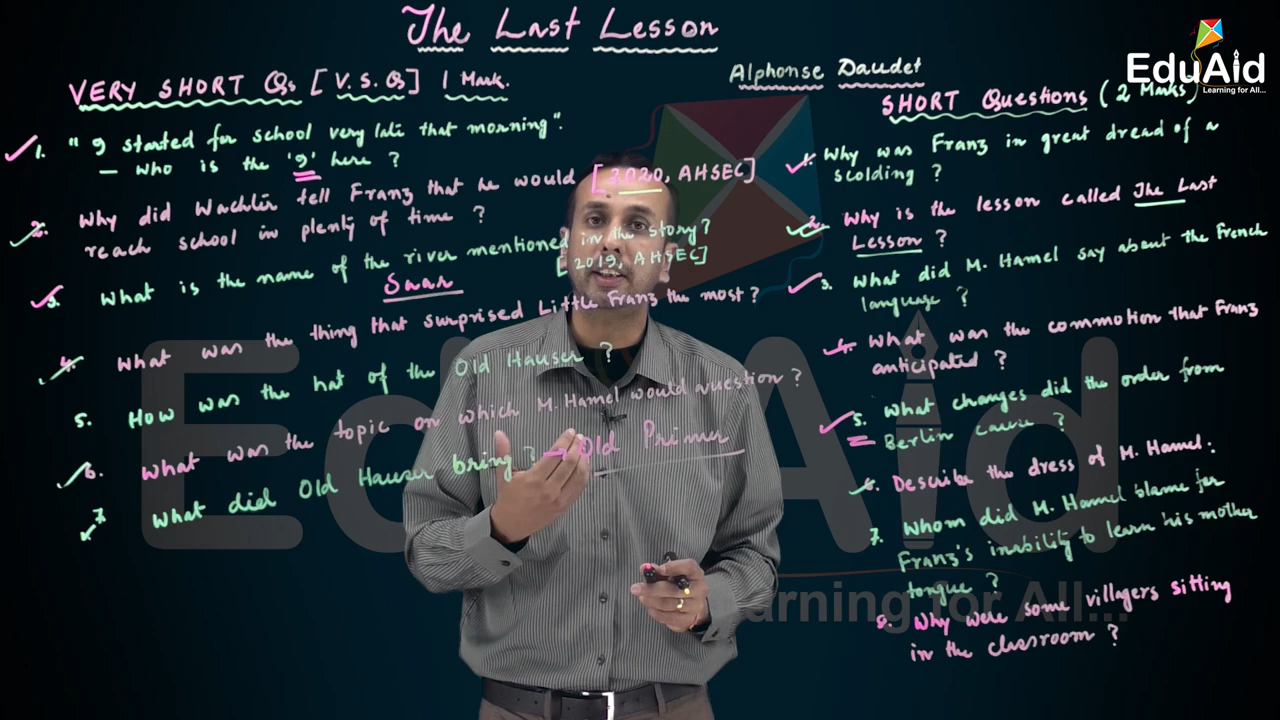 The Last Lesson
Alphonse Daudet
EduAid
Learning for All...
VERY SHORT Qs [V. S. Qs] 1 Mark.
1. "I started for school very late that morning".
– Who is the 'I' here ?
[2020, AHSEC]
2. Why did Wachter tell Franz that he would
reach school in plenty of time ?
3. What is the name of the river mentioned in the story?
[2019, AHSEC]
Saar
4. What was the thing that surprised Little Franz the most ?
5. How was the hat of the Old Hauser ?
6. What was the topic on which M. Hamel would question ?
7. What did Old Hauser bring ? → Old Primer
SHORT Questions (2 Marks)
1. Why was Franz in great dread of a
scolding ?
2. Why is the lesson called The Last
Lesson ?
3. What did M. Hamel say about the French
language ?
4. What was the commotion that Franz
anticipated ?
5. What changes did the order from
Berlin cause ?
6. Describe the dress of M. Hamel.
7. Whom did M. Hamel blame for
Franz's inability to learn his mother
tongue ?
8. Why were some villagers sitting
in the classroom ?
EduAid
Learning for All...